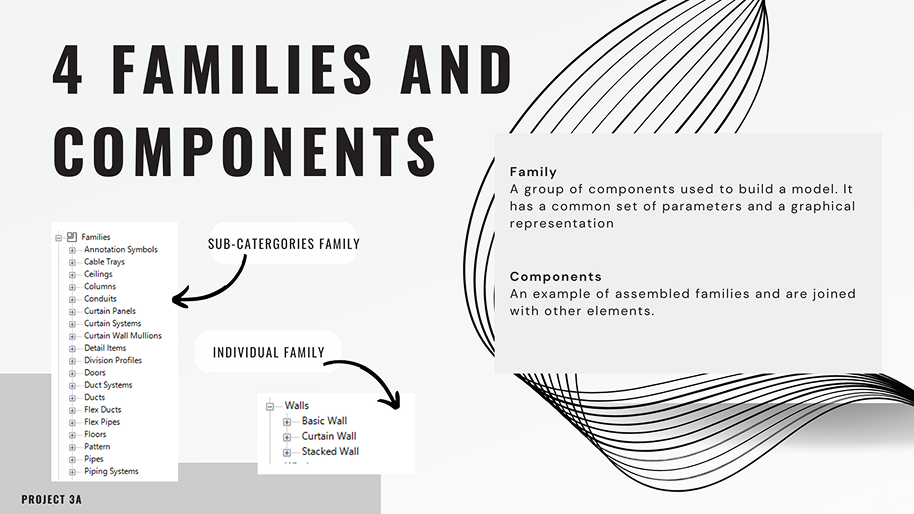 4 FAMILIES AND
COMPONENTS
Family
A group of components used to build a model. It
has a common set of parameters and a graphical
representation
Components
An example of assembled families and are joined
with other elements.
SUB-CATERGORIES FAMILY
Families
Annotation Symbols
Cable Trays
Ceilings
Columns
Conduits
Curtain Panels
Curtain Systems
Curtain Wall Mullions
Detail Items
Division Profiles
Doors
Duct Systems
Ducts
Flex Ducts
Flex Pipes
Floors
Pattern
Pipes
Piping Systems
INDIVIDUAL FAMILY
Walls
Basic Wall
Curtain Wall
Stacked Wall
PROJECT 3A